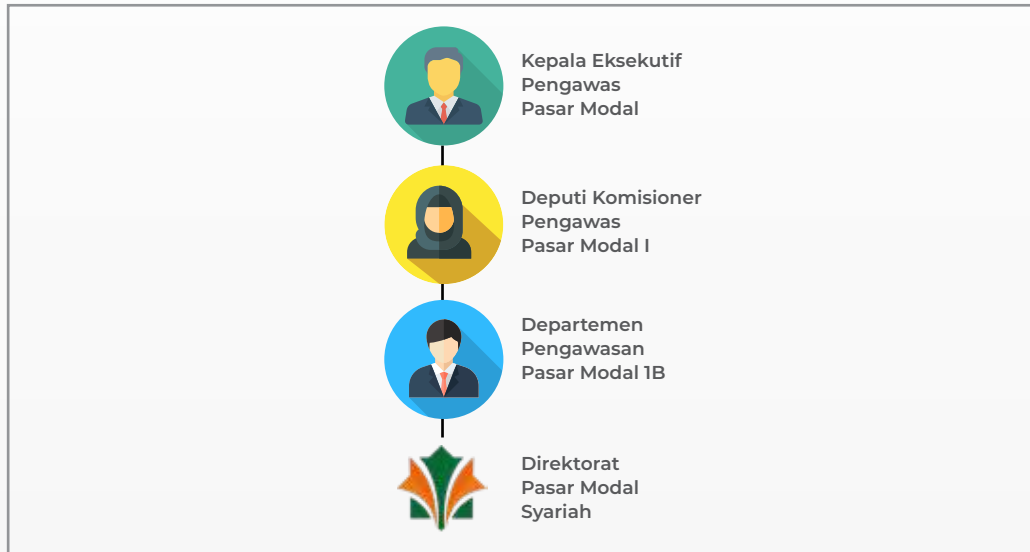 Kepala Eksekutif
Pengawas
Pasar Modal
Deputi Komisioner
Pengawas
Pasar Modal I
Departemen
Pengawasan
Pasar Modal 1B
Direktorat
Pasar Modal
Syariah